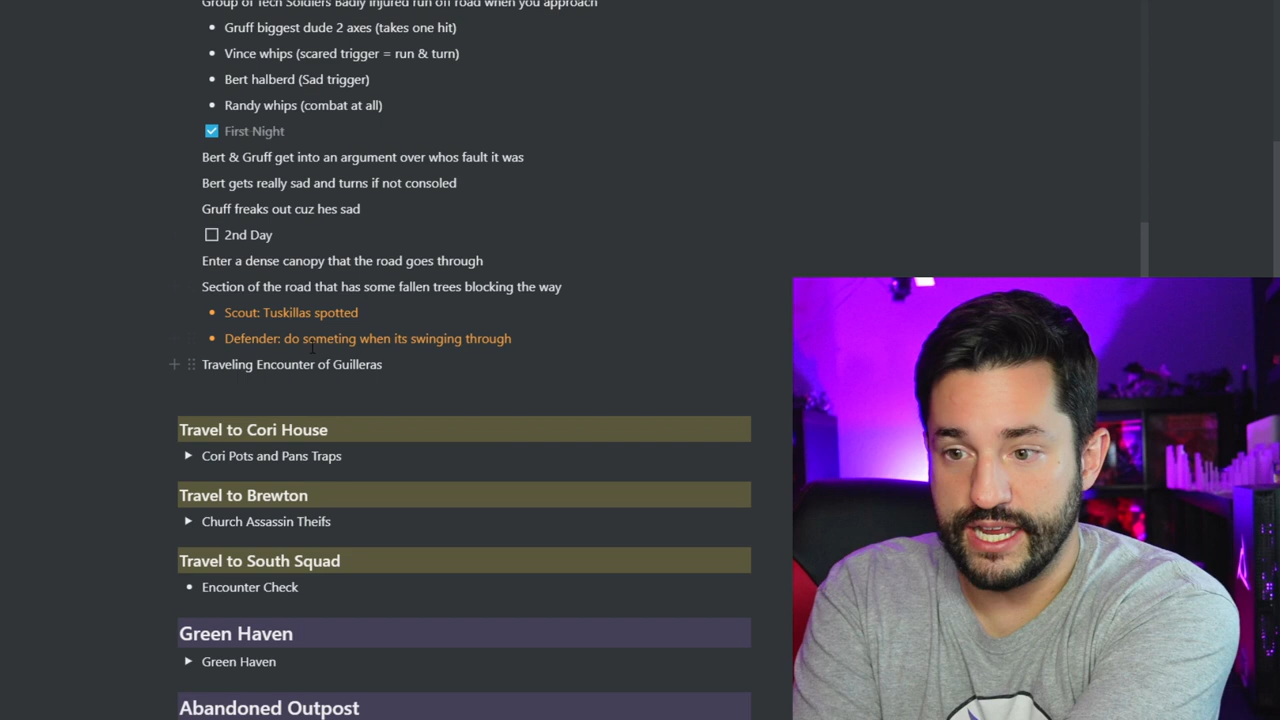 Group of Tech Soldiers Badly Injured run off road when you approach
Gruff biggest dude 2 axes (takes one hit)
Vince whips (scared trigger = run & turn)
Bert halberd (Sad trigger)
Randy whips (combat at all)
First Night
Bert & Gruff get into an argument over whos fault it was
Bert gets really sad and turns if not consoled
Gruff freaks out cuz hes sad
2nd Day
Enter a dense canopy that the road goes through
Section of the road that has some fallen trees blocking the way
Scout: Tuskillas spotted
Defender: do someting when its swinging through
Traveling Encounter of Guilleras
Travel to Cori House
Cori Pots and Pans Traps
Travel to Brewton
Church Assassin Theifs
Travel to South Squad
Encounter Check
Green Haven
Green Haven
Abandoned Outpost